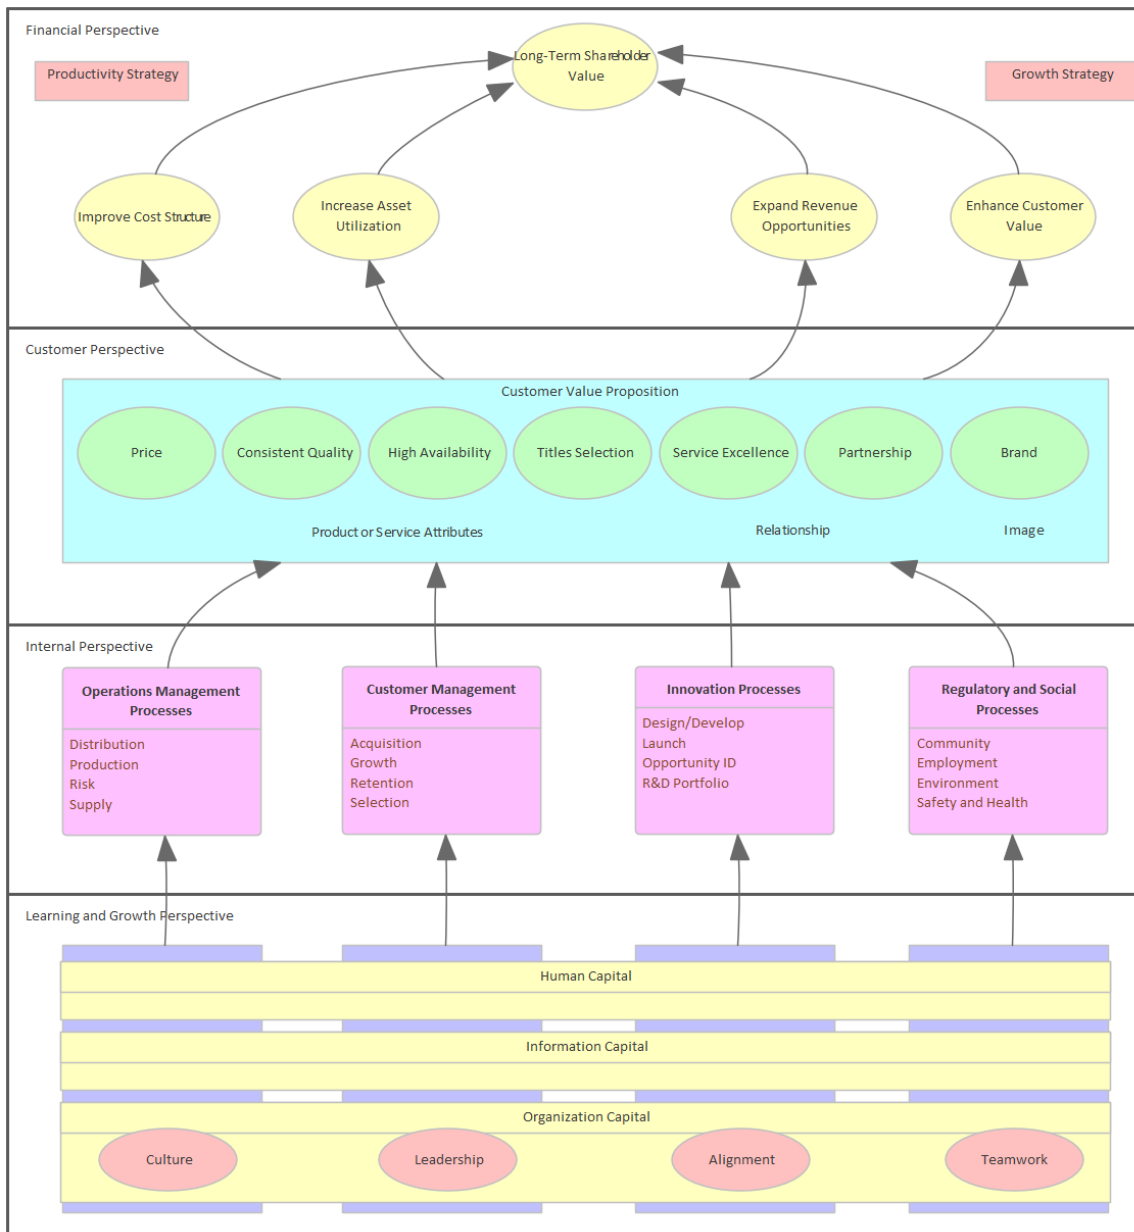 Financial Perspective
Productivity Strategy
Long-Term Shareholder
Value
Growth Strategy
Improve Cost Structure
Increase Asset
Utilization
Expand Revenue
Opportunities
Enhance Customer
Value
Customer Perspective
Customer Value Proposition
Price
Consistent Quality
High Availability
Titles Selection
Service Excellence
Partnership
Brand
Product or Service Attributes
Relationship
Image
Internal Perspective
Operations Management
Processes
Distribution
Production
Risk
Supply
Customer Management
Processes
Acquisition
Growth
Retention
Selection
Innovation Processes
Design/Develop
Launch
Opportunity ID
R&D Portfolio
Regulatory and Social
Processes
Community
Employment
Environment
Safety and Health
Learning and Growth Perspective
Human Capital
Information Capital
Organization Capital
Culture
Leadership
Alignment
Teamwork